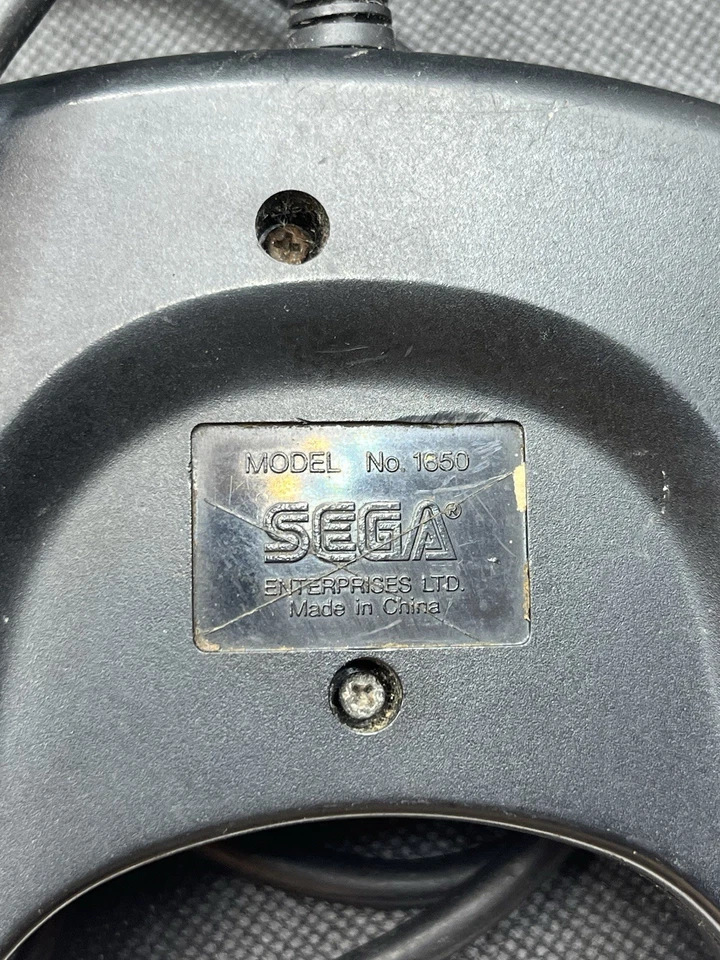 MODEL No. 1650
SEGA®
ENTERPRISES LTD.
Made in China